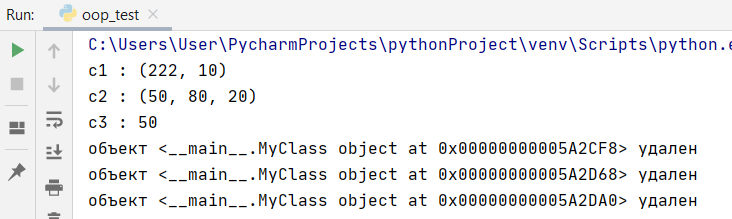 Run: oop_test
C:\Users\User\PycharmProjects\pythonProject\venv\Scripts\python.e
c1 : (222, 10)
c2 : (50, 80, 20)
c3 : 50
объект <__main__.MyClass object at 0x00000000005A2CF8> удален
объект <__main__.MyClass object at 0x00000000005A2D68> удален
объект <__main__.MyClass object at 0x00000000005A2DA0> удален